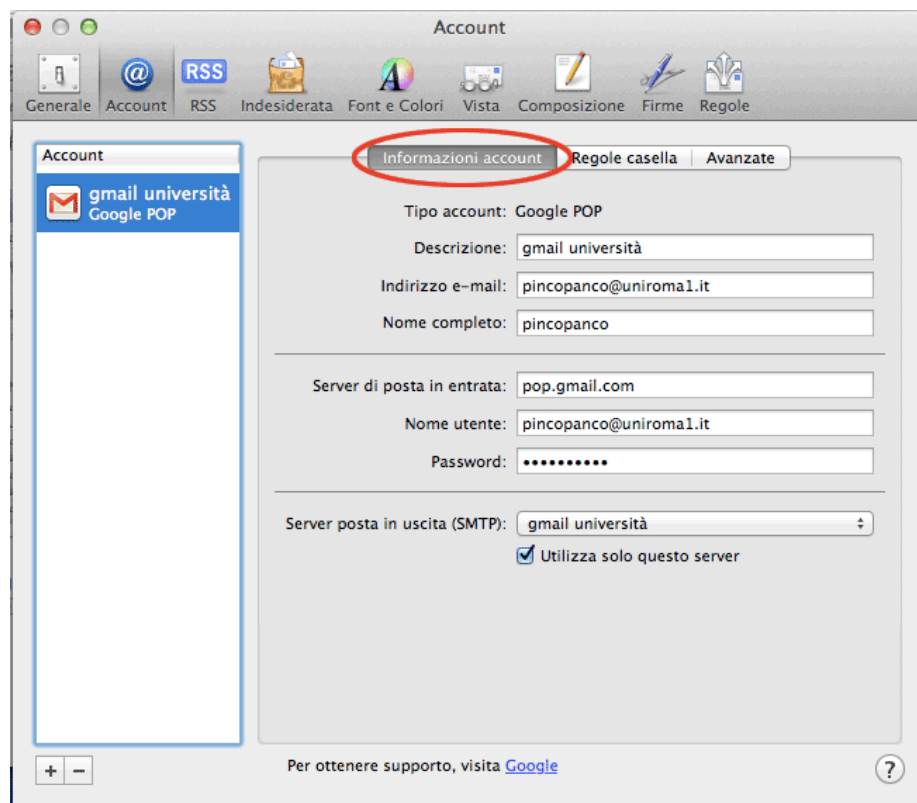 Account
@
RSS
Generale Account RSS Indesiderata Font e Colori Vista Composizione Firme Regole
Account
gmail università
Google POP
Informazioni account Regole casella Avanzate
Tipo account: Google POP
Descrizione: gmail università
Indirizzo e-mail: pincopanco@uniroma1.it
Nome completo: pincopanco
Server di posta in entrata: pop.gmail.com
Nome utente: pincopanco@uniroma1.it
Password: ••••••••••
Server posta in uscita (SMTP): gmail università
Utilizza solo questo server
+ − Per ottenere supporto, visita Google ?